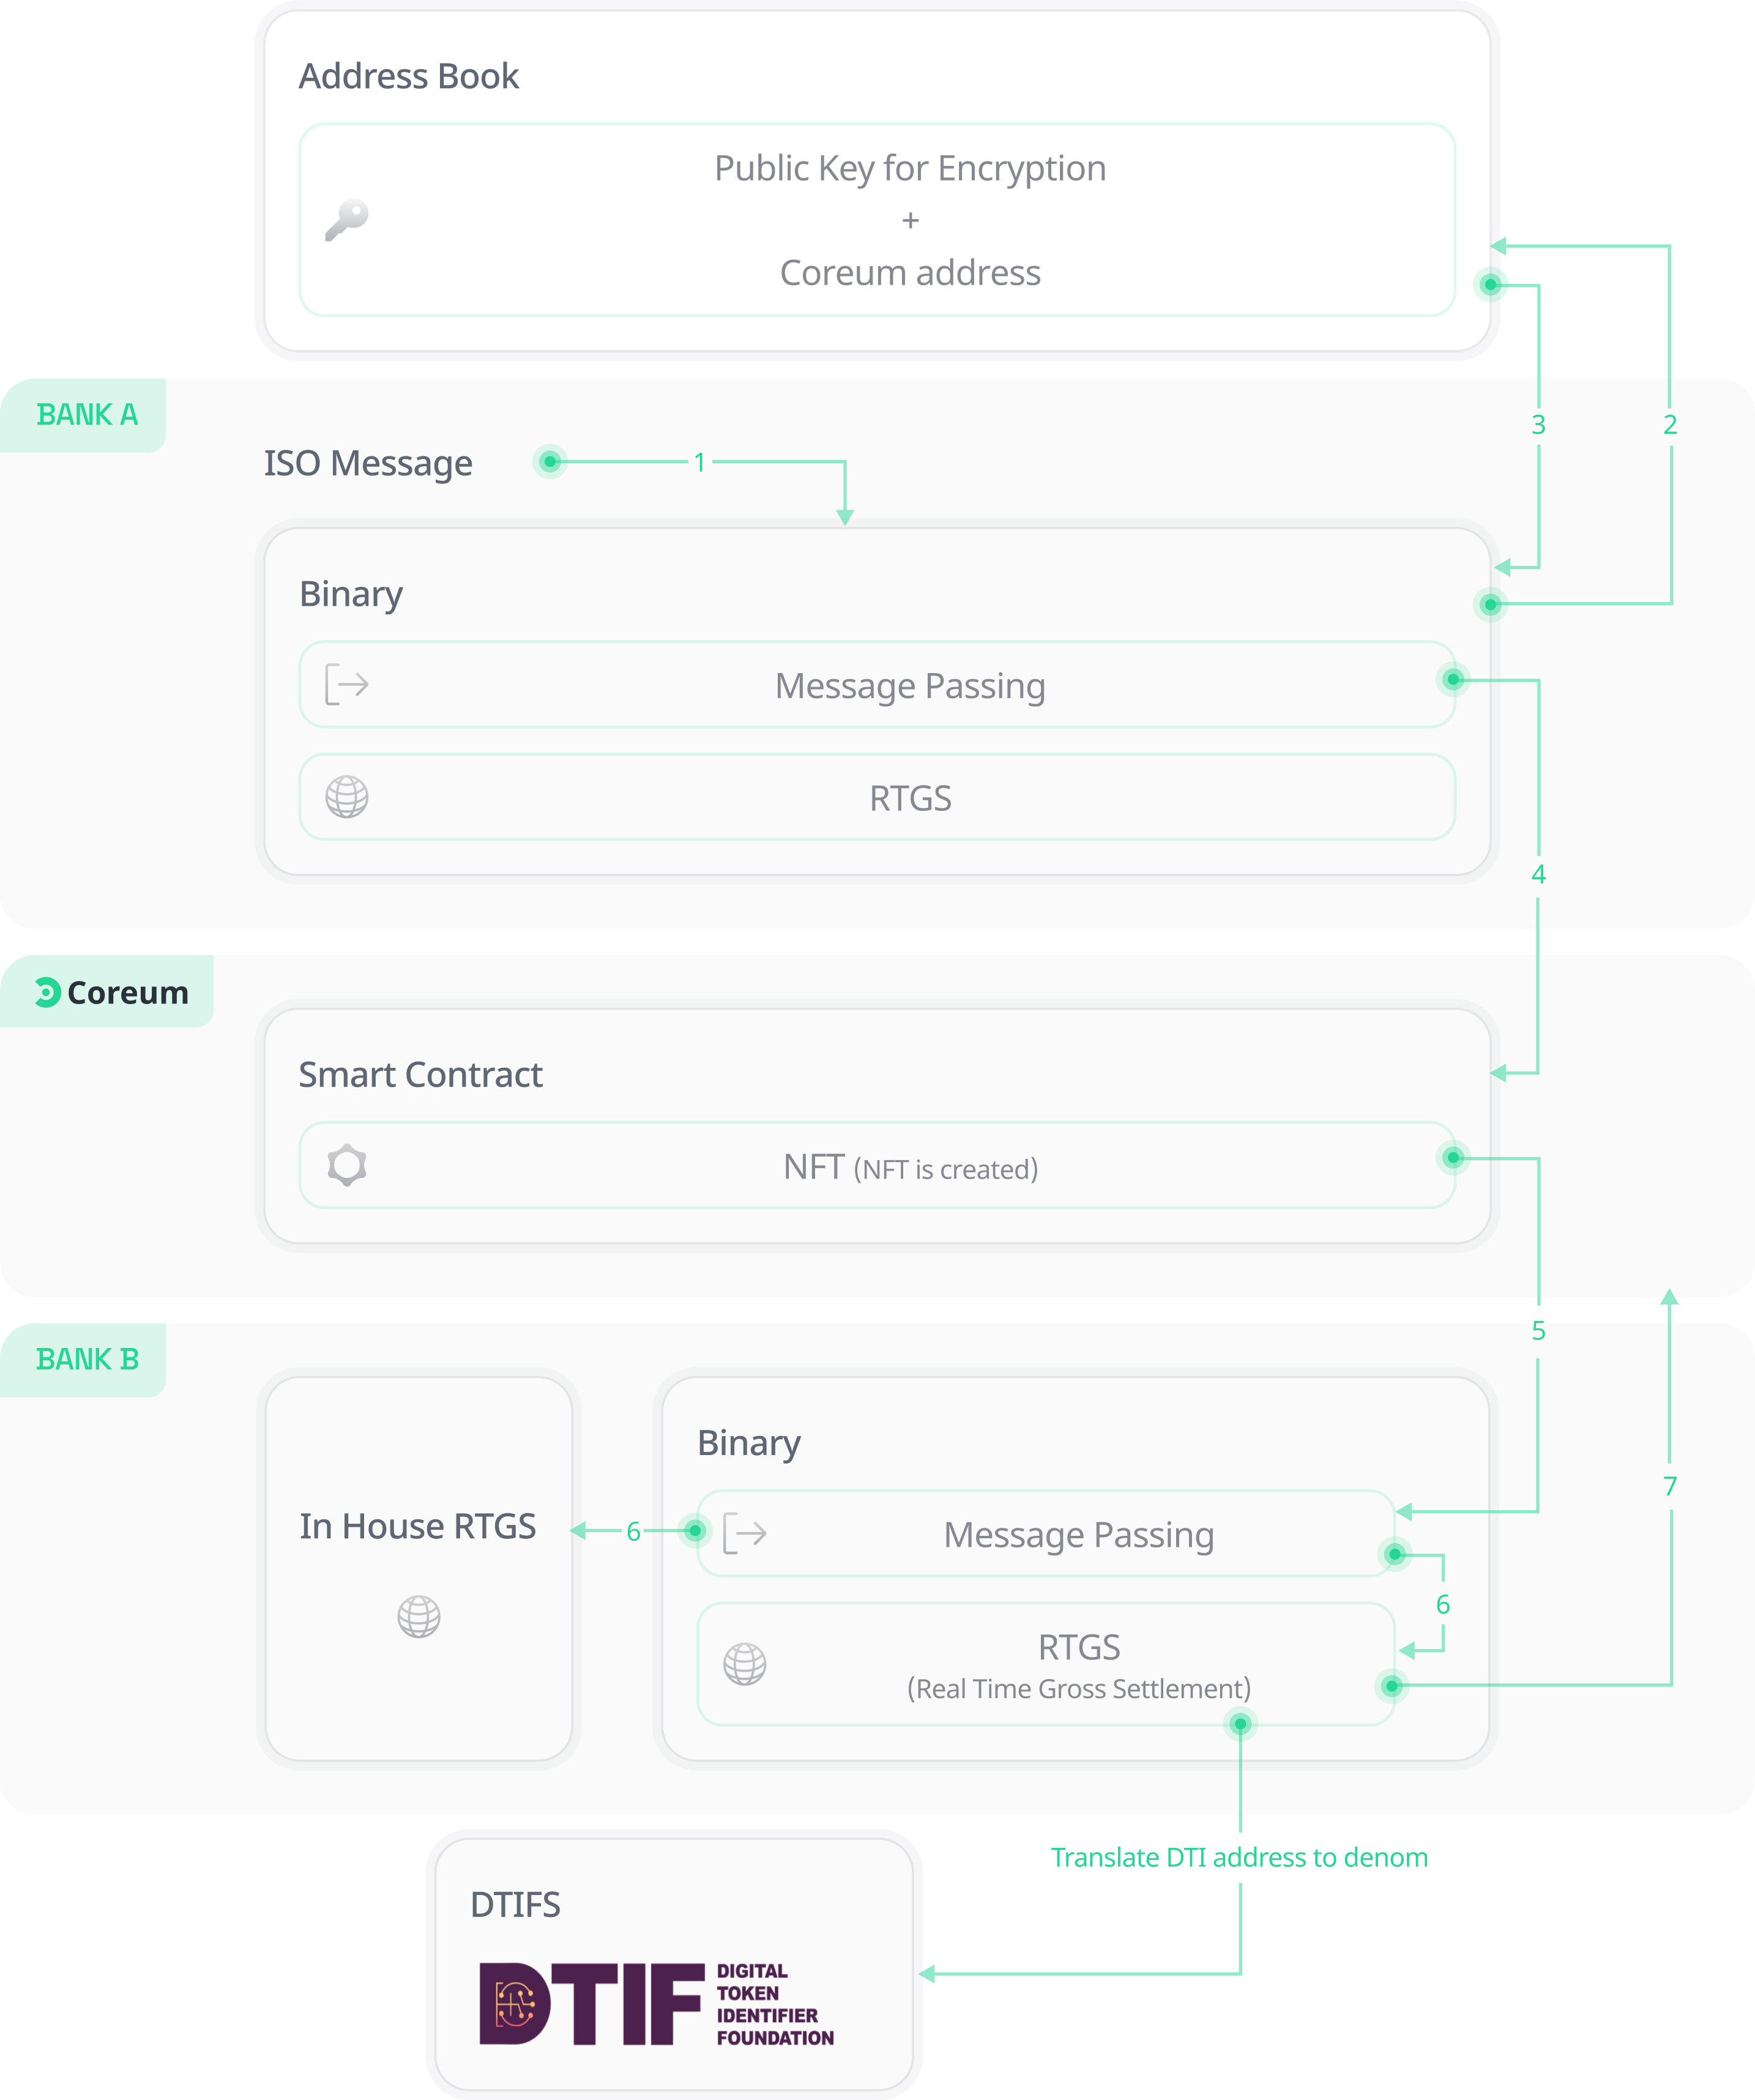 Address Book
Public Key for Encryption
+
Coreum address
BANK A
3
2
ISO Message
1
Binary
Message Passing
RTGS
4
Coreum
Smart Contract
NFT (NFT is created)
5
BANK B
Binary
7
In House RTGS
6
Message Passing
6
RTGS
(Real Time Gross Settlement)
Translate DTI address to denom
DTIFS
DTIF
DIGITAL
TOKEN
IDENTIFIER
FOUNDATION